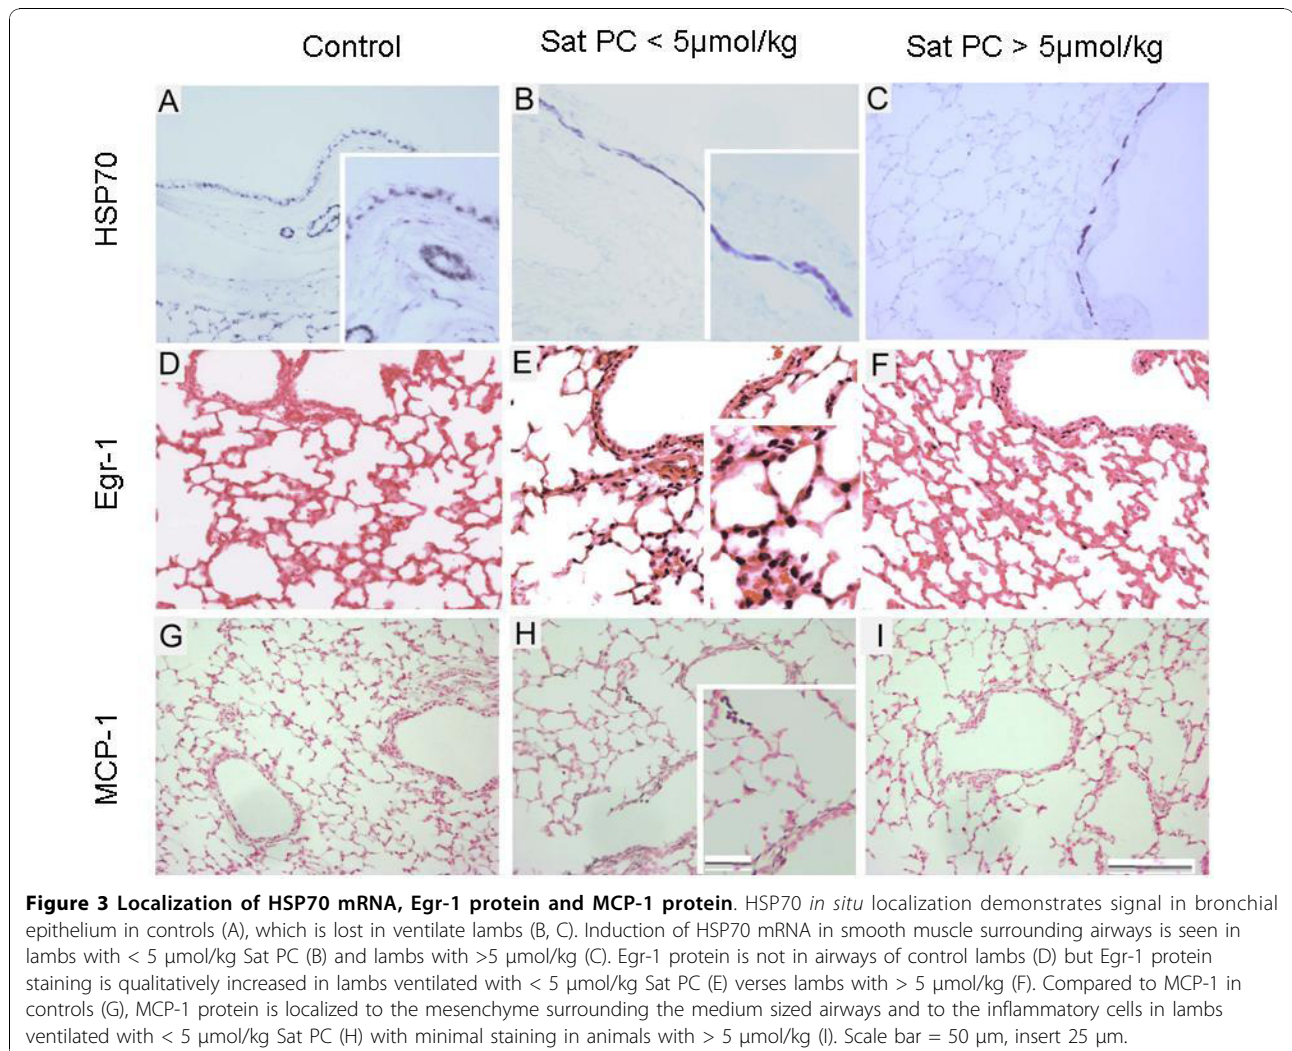 Control
Sat PC < 5µmol/kg
Sat PC > 5µmol/kg
HSP70
A
B
C
Egr-1
D
E
F
MCP-1
G
H
I
Figure 3 Localization of HSP70 mRNA, Egr-1 protein and MCP-1 protein. HSP70 in situ localization demonstrates signal in bronchial
epithelium in controls (A), which is lost in ventilate lambs (B, C). Induction of HSP70 mRNA in smooth muscle surrounding airways is seen in
lambs with < 5 μmol/kg Sat PC (B) and lambs with >5 μmol/kg (C). Egr-1 protein is not in airways of control lambs (D) but Egr-1 protein
staining is qualitatively increased in lambs ventilated with < 5 μmol/kg Sat PC (E) verses lambs with > 5 μmol/kg (F). Compared to MCP-1 in
controls (G), MCP-1 protein is localized to the mesenchyme surrounding the medium sized airways and to the inflammatory cells in lambs
ventilated with < 5 μmol/kg Sat PC (H) with minimal staining in animals with > 5 μmol/kg (I). Scale bar = 50 μm, insert 25 μm.